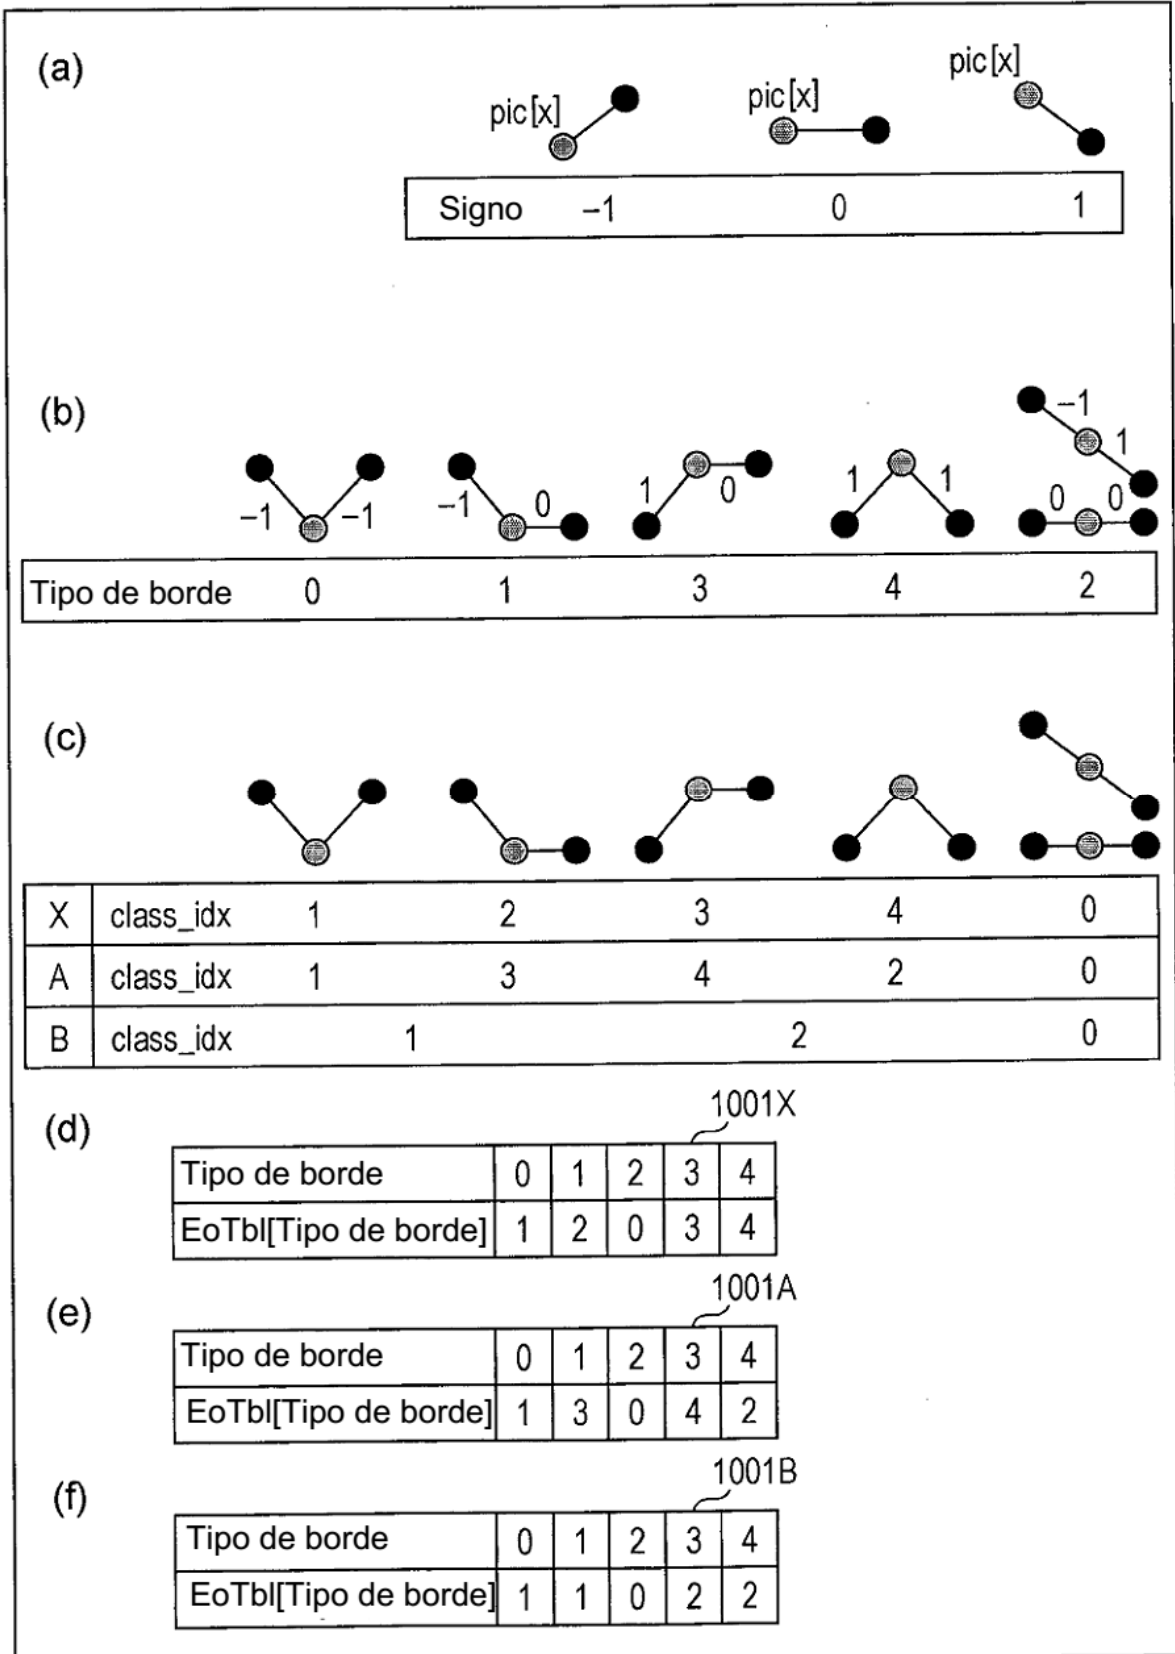 (a)
pic[x] pic[x] pic[x]
Signo –1 0 1
(b)
–1 –1 –1 0 1 0 1 1 –1 1 0 0
Tipo de borde 0 1 3 4 2
(c)
X class_idx 1 2 3 4 0
A class_idx 1 3 4 2 0
B class_idx 1 2 0
(d)
1001X
Tipo de borde 0 1 2 3 4
EoTbl[Tipo de borde] 1 2 0 3 4
(e)
1001A
Tipo de borde 0 1 2 3 4
EoTbl[Tipo de borde] 1 3 0 4 2
(f)
1001B
Tipo de borde 0 1 2 3 4
EoTbl[Tipo de borde] 1 1 0 2 2